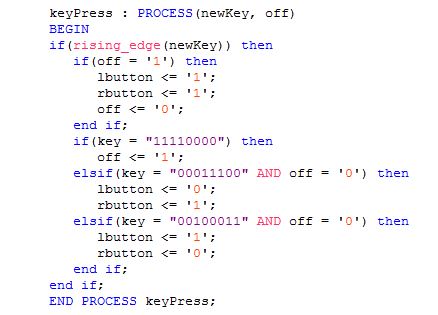 keyPress : PROCESS(newKey, off)
BEGIN
if(rising_edge(newKey)) then
   if(off = '1') then
      lbutton <= '1';
      rbutton <= '1';
      off <= '0';
   end if;
   if(key = "11110000") then
      off <= '1';
   elsif(key = "00011100" AND off = '0') then
      lbutton <= '0';
      rbutton <= '1';
   elsif(key = "00100011" AND off = '0') then
      lbutton <= '1';
      rbutton <= '0';
   end if;
end if;
END PROCESS keyPress;